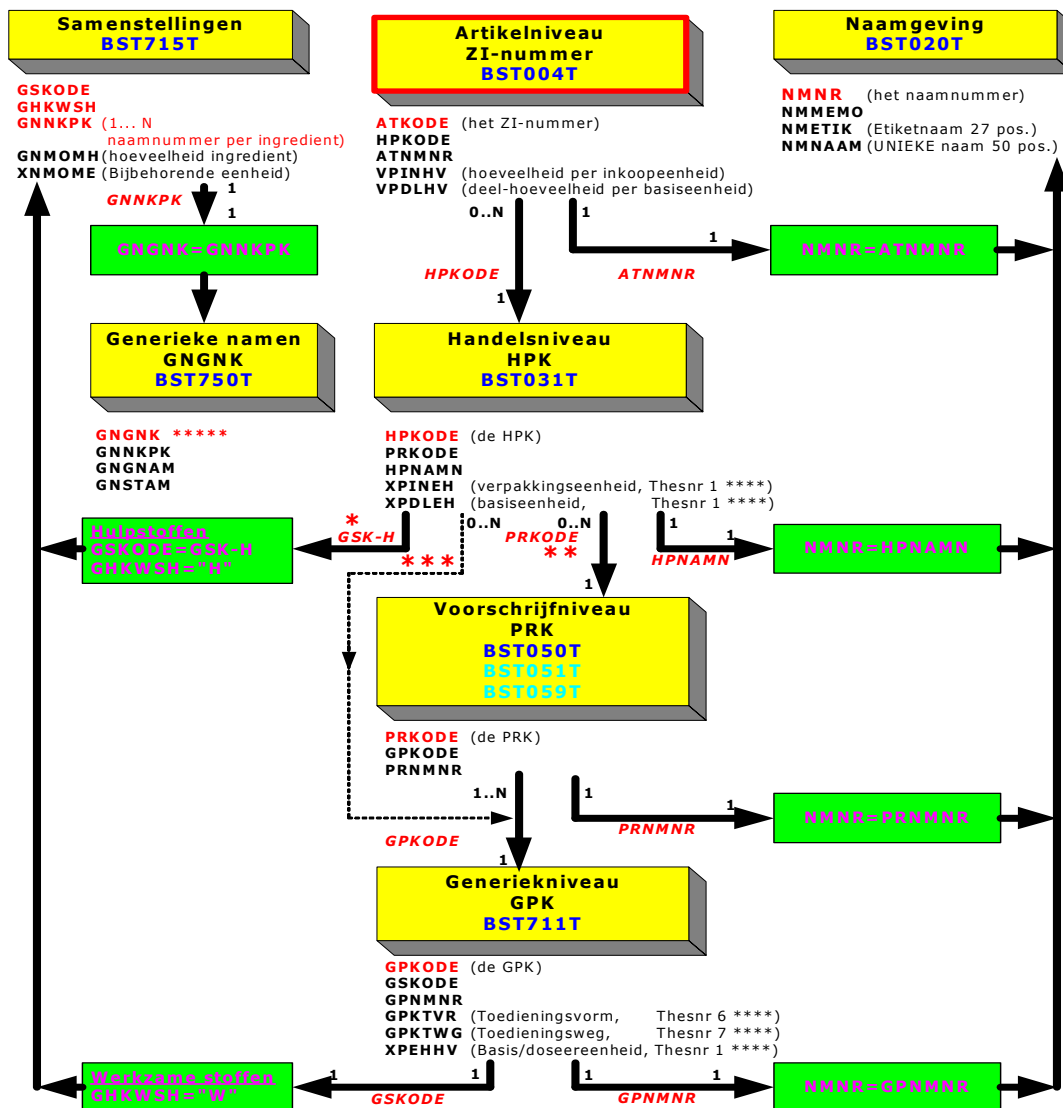 Samenstellingen
BST715T
Artikelniveau
ZI-nummer
BST004T
Naamgeving
BST020T
GSKODE
GHKWSH
GNNKPK (1... N
naamnummer per ingredient)
GNMOMH (hoeveelheid ingredient)
XNMOME (Bijbehorende eenheid)
ATKODE (het ZI-nummer)
HPKODE
ATNMNR
VPINHV (hoeveelheid per inkoopeenheid)
VPDLHV (deel-hoeveelheid per basiseenheid)
NMNR (het naamnummer)
NMMEMO
NMETIK (Etiketnaam 27 pos.)
NMNAAM (UNIEKE naam 50 pos.)
GNNKPK
1
1
0..N
1
GNGNK=GNNKPK
HPKODE
1
ATNMNR
1
NMNR=ATNMNR
Generieke namen
GNGNK
BST750T
Handelsniveau
HPK
BST031T
GNGNK *****
GNNKPK
GNGNAM
GNSTAM
HPKODE (de HPK)
PRKODE
HPNAMN
XPINEH (verpakkingseenheid, Thesnr 1 ****)
XPDLEH (basiseenheid, Thesnr 1 ****)
Hulpstoffen
GSKODE=GSK-H
GHKWSH="H"
*
GSK-H
***
0..N
0..N
PRKODE
**
1
1
HPNAMN
1
NMNR=HPNAMN
Voorschrijfniveau
PRK
BST050T
BST051T
BST059T
PRKODE (de PRK)
GPKODE
PRNMNR
1..N
1
GPKODE
1
PRNMNR
1
NMNR=PRNMNR
Generiekniveau
GPK
BST711T
GPKODE (de GPK)
GSKODE
GPNMNR
GPKTVR (Toedieningsvorm, Thesnr 6 ****)
GPKTWG (Toedieningsweg, Thesnr 7 ****)
XPEHHV (Basis/doseereenheid, Thesnr 1 ****)
Werkzame stoffen
GHKWSH="W"
1
GSKODE
1
1
GPNMNR
1
NMNR=GPNMNR